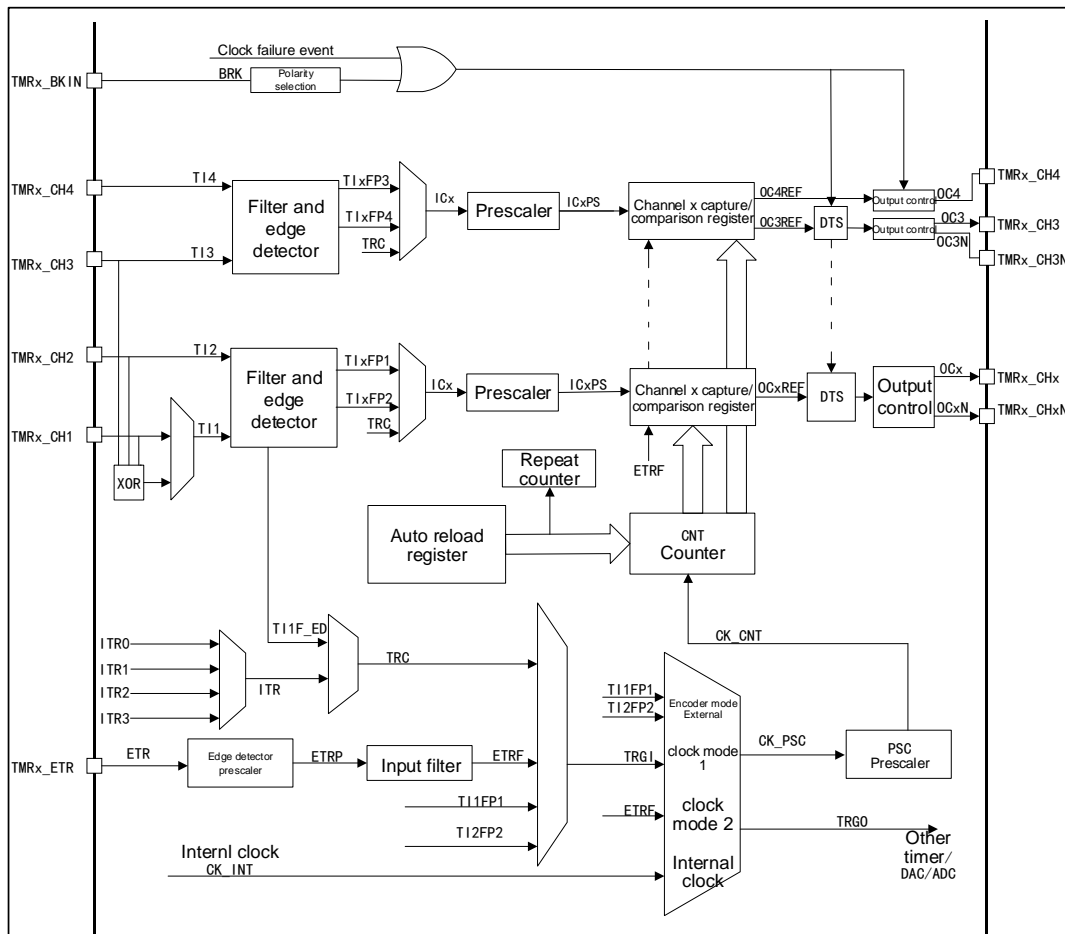 Clock failure event
TMRx_BKIN
BRK
Polarity
selection
TMRx_CH4
TI4
TIxFP3
TIxFP4
TRC
ICx
Prescaler
ICxPS
Filter and
edge
detector
Channel x capture/
comparison register
OC4REF
OC3REF
DTS
Output control
Output control
OC4
OC3
OC3N
TMRx_CH4
TMRx_CH3
TMRx_CH3N
TMRx_CH3
TI3
TMRx_CH2
TI2
TIxFP1
TIxFP2
TRC
ICx
Prescaler
ICxPS
Filter and
edge
detector
Channel x capture/
comparison register
OCxREF
DTS
Output
control
OCx
OCxN
TMRx_CHx
TMRx_CHxN
TMRx_CH1
TI1
XOR
ETRF
Repeat
counter
Auto reload
register
CNT
Counter
TI1F_ED
CK_CNT
ITR0
ITR1
ITR2
ITR3
ITR
TRC
TI1FP1
TI2FP2
Encoder mode
External
clock mode
1
clock mode 2
Internal
clock
CK_PSC
PSC
Prescaler
TMRx_ETR
ETR
Edge detector
prescaler
ETRP
Input filter
ETRF
TRGI
TI1FP1
TI2FP2
ETRF
TRGO
Other
timer/
DAC/ADC
Internl clock
CK_INT